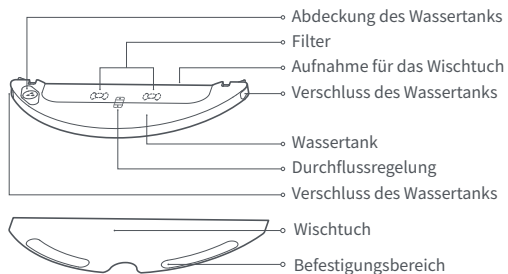 Abdeckung des Wassertanks
Filter
Aufnahme für das Wischtuch
Verschluss des Wassertanks
Wassertank
Durchflussregelung
Verschluss des Wassertanks
Wischtuch
Befestigungsbereich